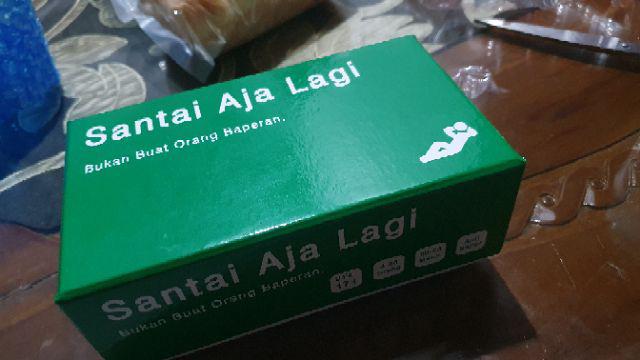 Santai Aja Lagi
Bukan Buat Orang Baperan.
Santai Aja Lagi
Bukan Buat Orang Baperan.